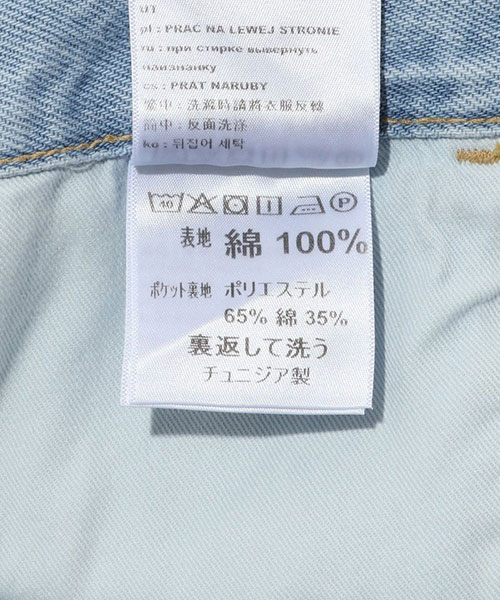 UT
pl : PRAĆ NA LEWEJ STRONIE
ru : при стирке вывернуть
наизнанку
cs : PRÁT NARUBY
繁中 : 洗滌時請將衣服反轉
簡中 : 反面洗涤
ko : 뒤집어 세탁
40 P
表地 綿 100%
ポケット裏地 ポリエステル
65% 綿 35%
裏返して洗う
チュニジア製